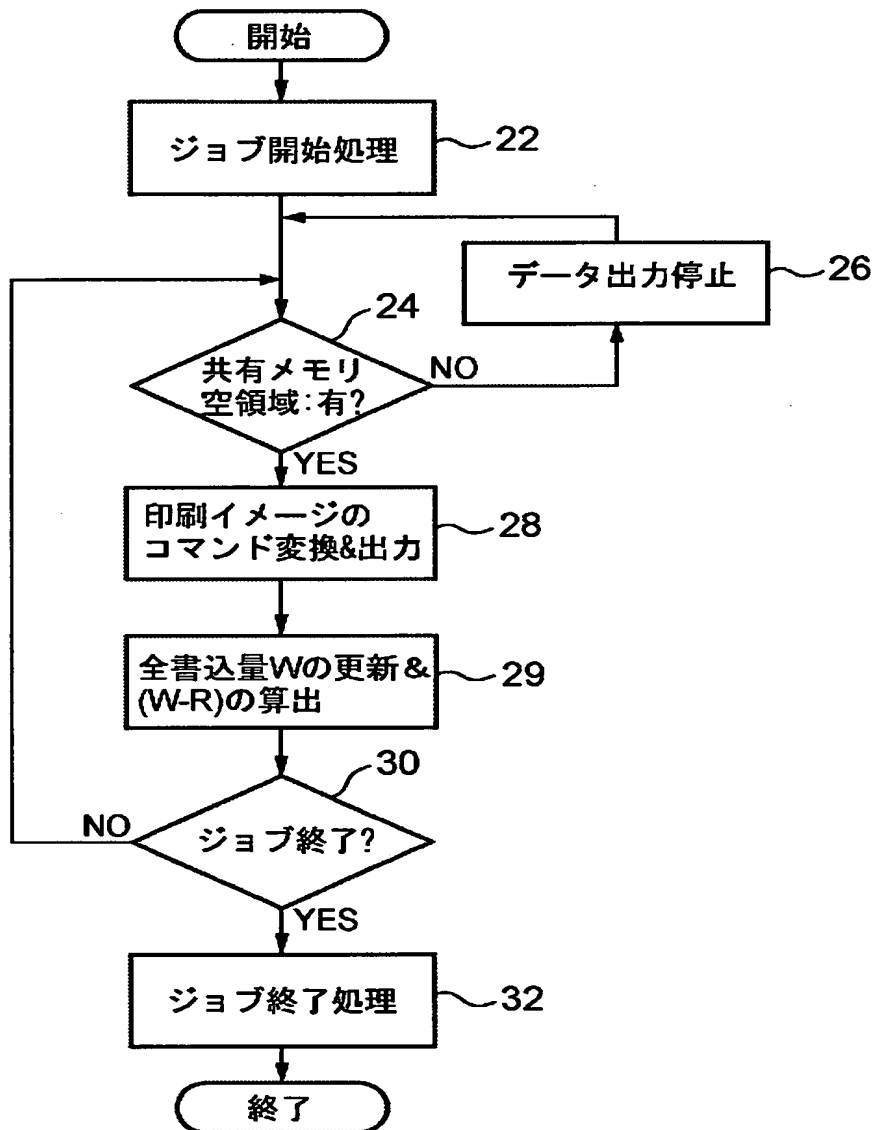 開始
ジョブ開始処理
22
データ出力停止
26
24
共有メモリ
空領域:有?
NO
YES
印刷イメージの
コマンド変換&出力
28
全書込量Wの更新&
(W-R)の算出
29
30
ジョブ終了?
NO
YES
ジョブ終了処理
32
終了